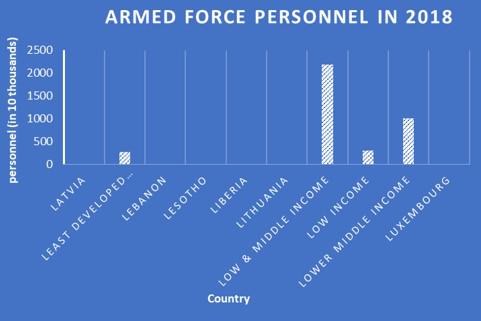 ARMED FORCE PERSONNEL IN 2018
personnel (in 10 thousands)
2500
2000
1500
1000
500
0
LATVIA
LEAST DEVELOPED…
LEBANON
LESOTHO
LIBERIA
LITHUANIA
LOW & MIDDLE INCOME
LOW INCOME
LOWER MIDDLE INCOME
LUXEMBOURG
Country